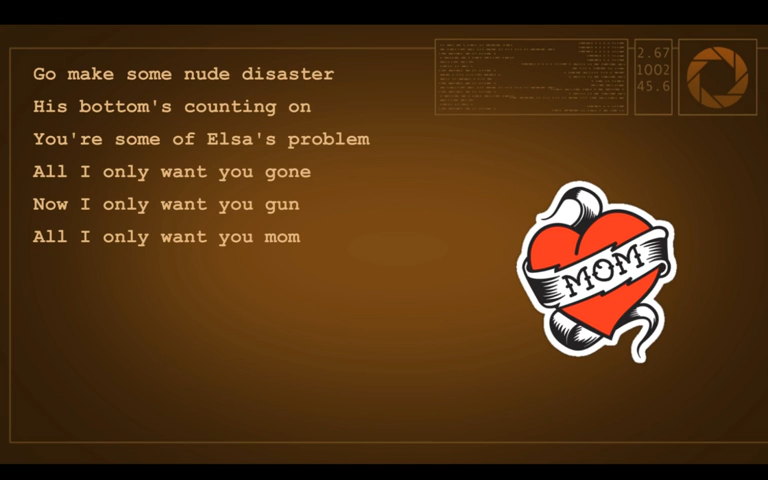 Go make some nude disaster
His bottom's counting on
You're some of Elsa's problem
All I only want you gone
Now I only want you gun
All I only want you mom
2.67
1002
45.6
MOM